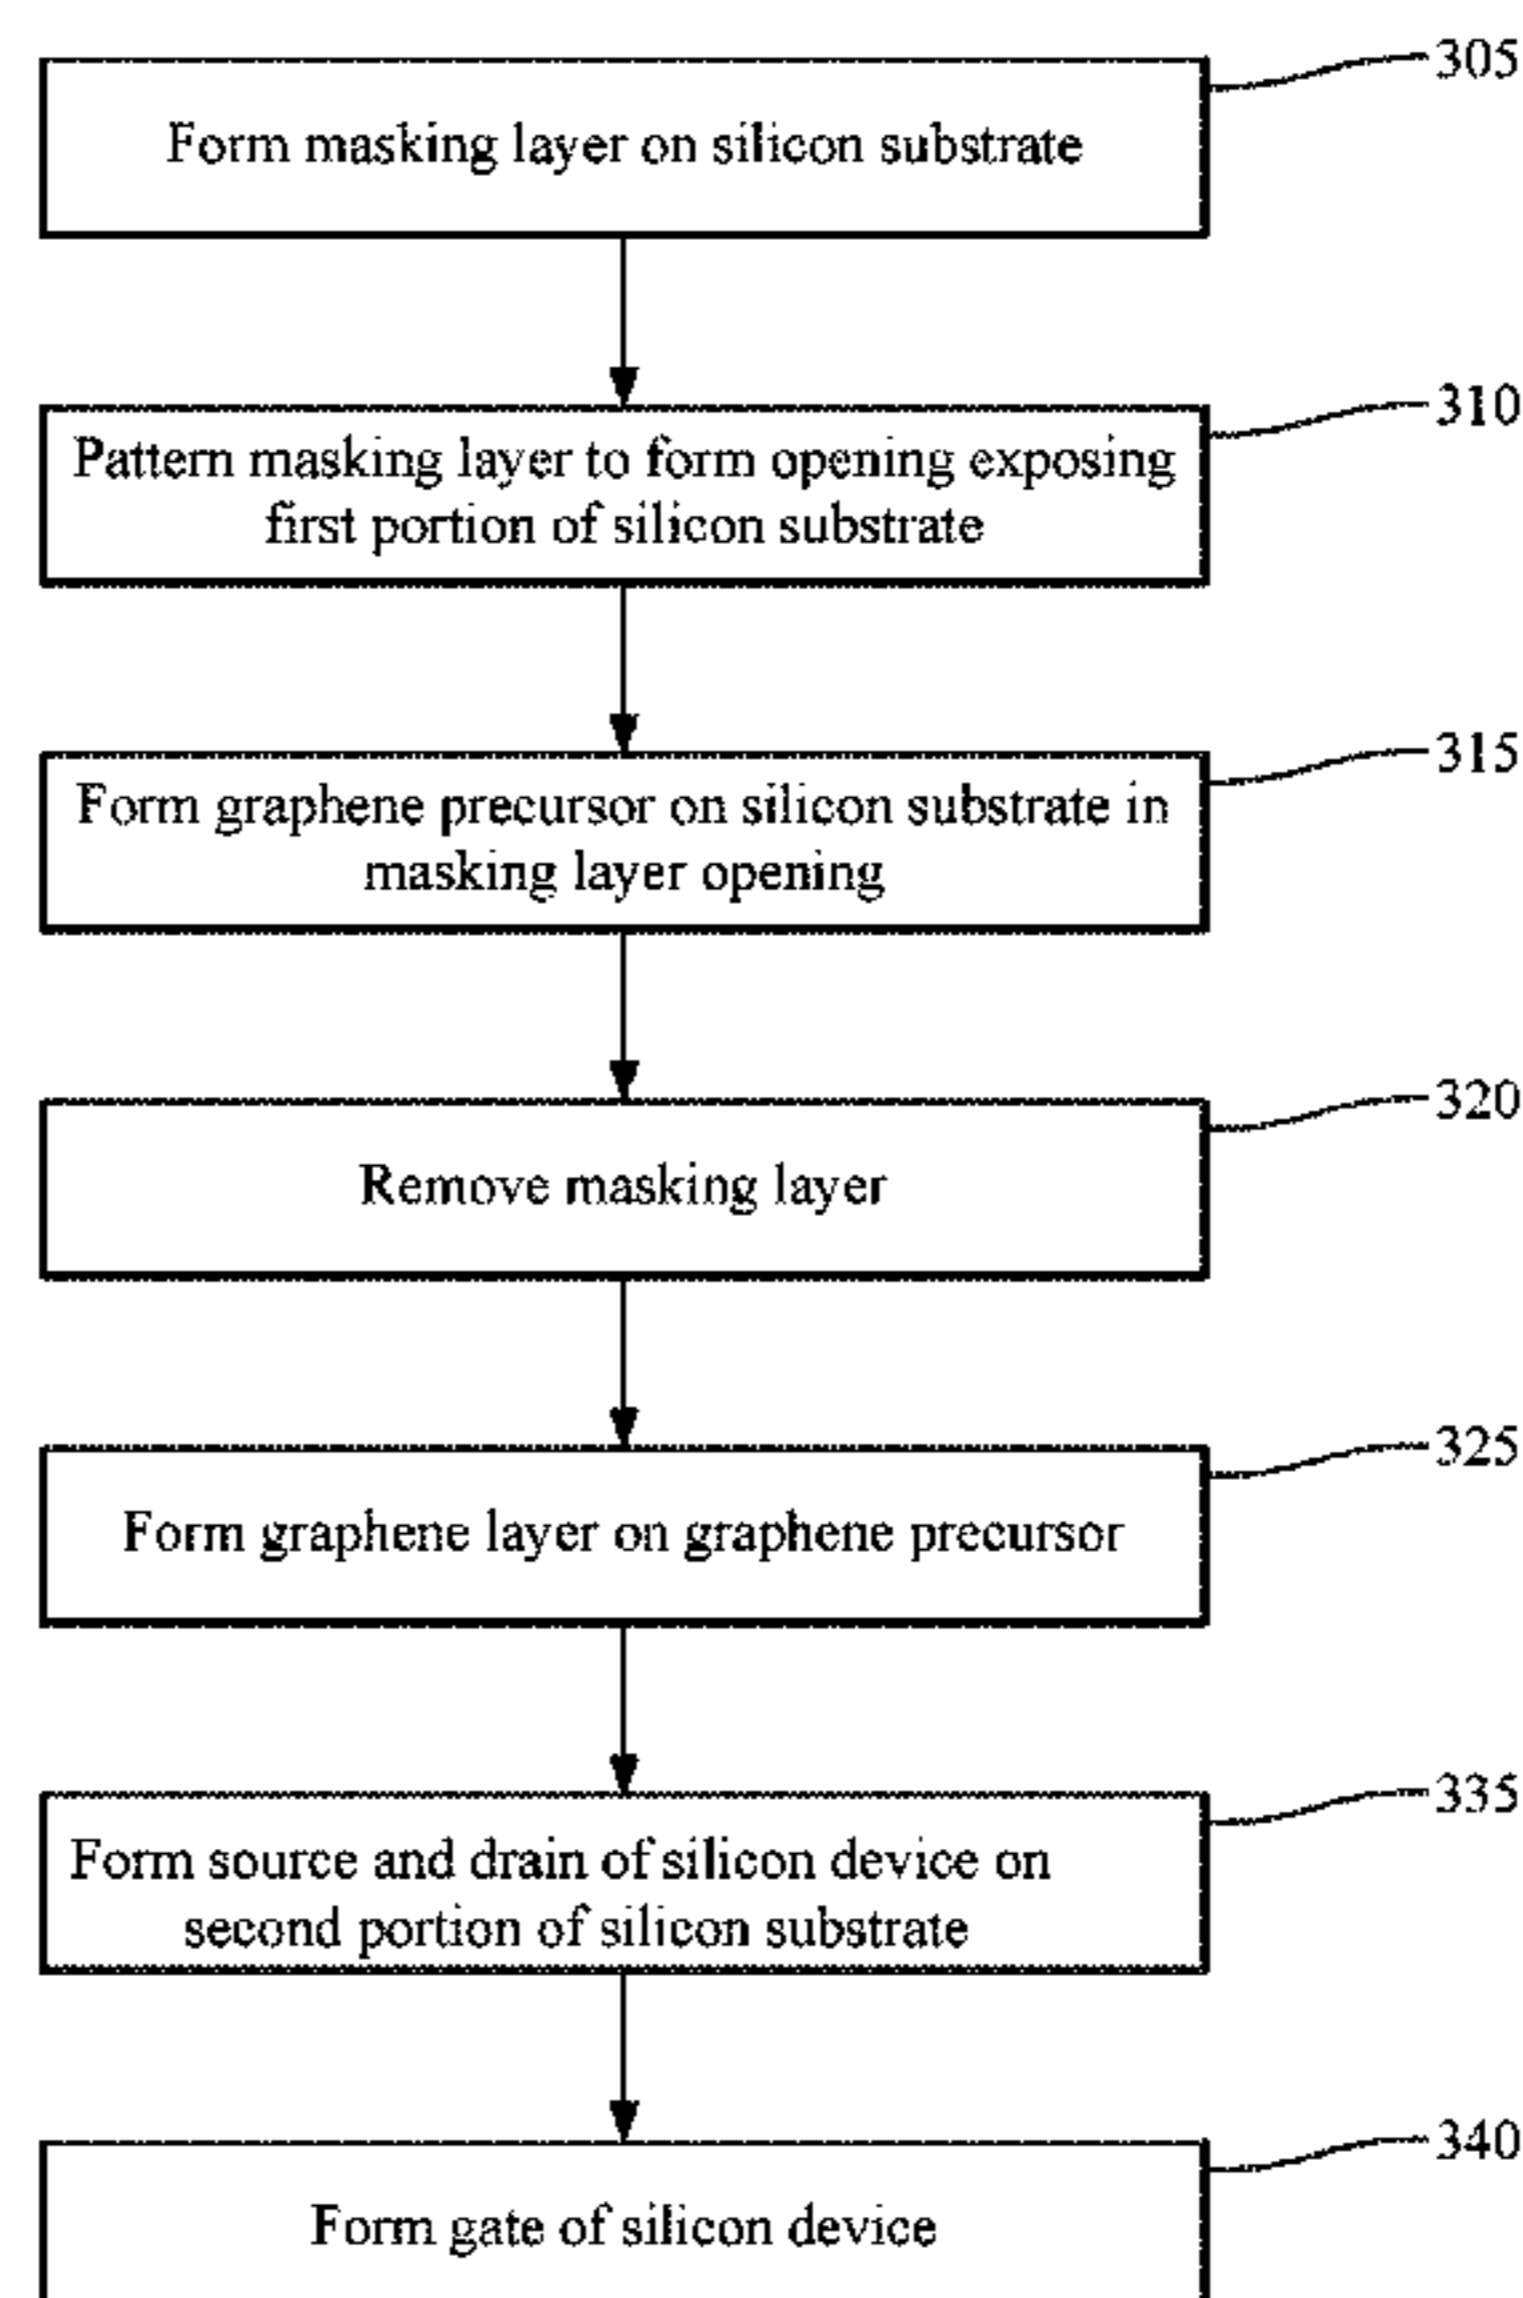 305
Form masking layer on silicon substrate
310
Pattern masking layer to form opening exposing
first portion of silicon substrate
315
Form graphene precursor on silicon substrate in
masking layer opening
320
Remove masking layer
325
Form graphene layer on graphene precursor
335
Form source and drain of silicon device on
second portion of silicon substrate
340
Form gate of silicon device